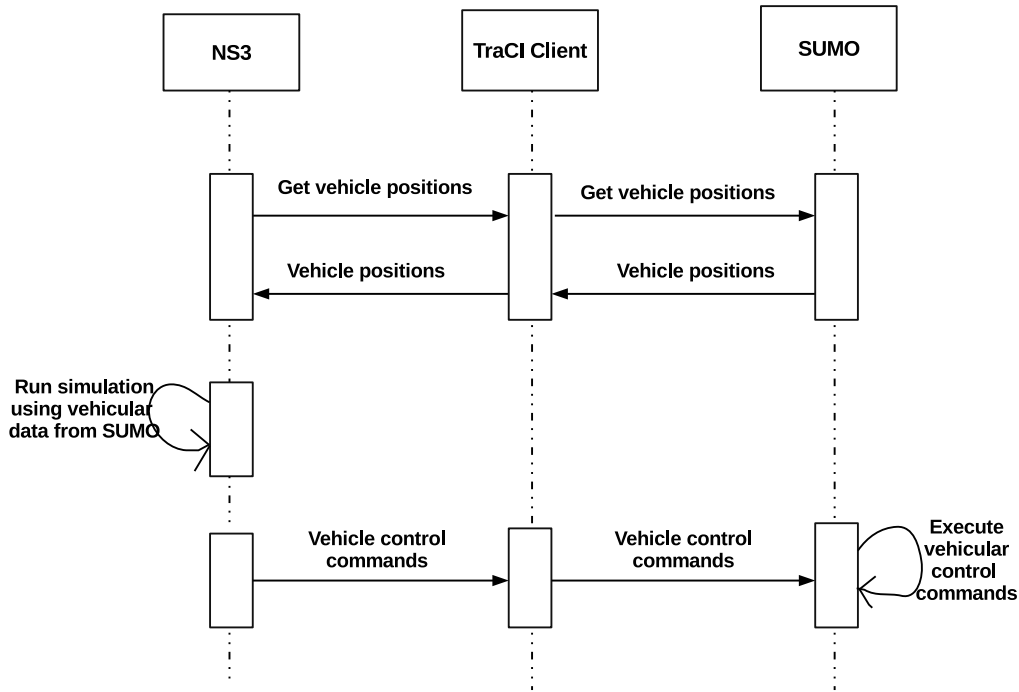 NS3
TraCI Client
SUMO
Get vehicle positions
Get vehicle positions
Vehicle positions
Vehicle positions
Run simulation
using vehicular
data from SUMO
Vehicle control
commands
Vehicle control
commands
Execute
vehicular
control
commands